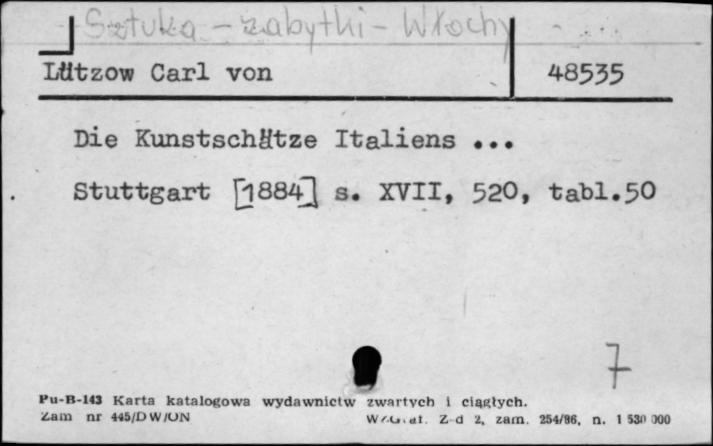 Sztuka - zabytki - Włochy
Lützow Carl von 48535
Die Kunstschätze Italiens ...
Stuttgart [1884] s. XVII, 520, tabl.50
7
Pu-B-143 Karta katalogowa wydawnictw zwartych i ciągłych.
Zam nr 445/DW/ON Z-d 2, zam. 254/86, n. 1 530 000